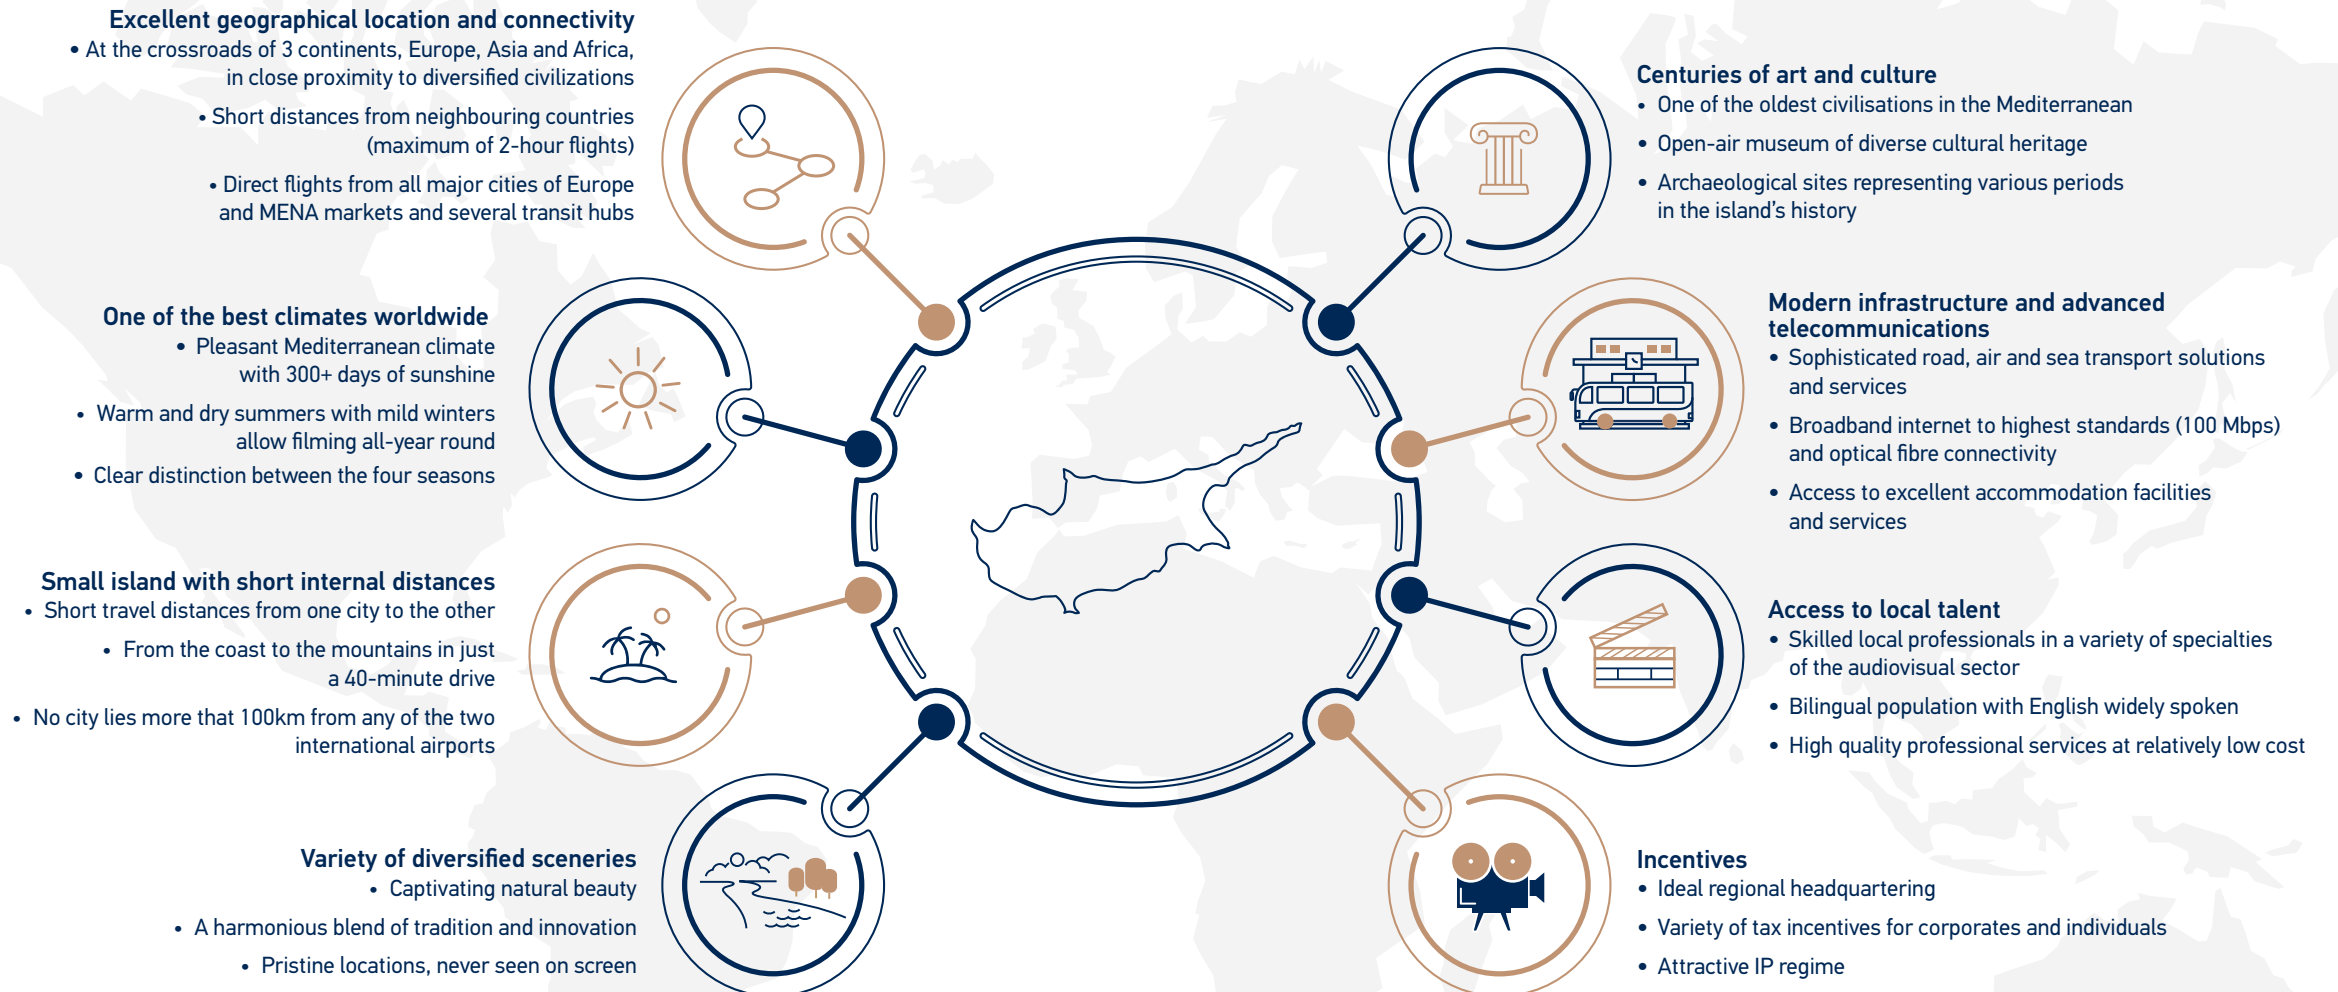 Excellent geographical location and connectivity
• At the crossroads of 3 continents, Europe, Asia and Africa,
in close proximity to diversified civilizations
• Short distances from neighbouring countries
(maximum of 2-hour flights)
• Direct flights from all major cities of Europe
and MENA markets and several transit hubs
One of the best climates worldwide
• Pleasant Mediterranean climate
with 300+ days of sunshine
• Warm and dry summers with mild winters
allow filming all-year round
• Clear distinction between the four seasons
Small island with short internal distances
• Short travel distances from one city to the other
• From the coast to the mountains in just
a 40-minute drive
• No city lies more that 100km from any of the two
international airports
Variety of diversified sceneries
• Captivating natural beauty
• A harmonious blend of tradition and innovation
• Pristine locations, never seen on screen
Centuries of art and culture
• One of the oldest civilisations in the Mediterranean
• Open-air museum of diverse cultural heritage
• Archaeological sites representing various periods
in the island's history
Modern infrastructure and advanced
telecommunications
• Sophisticated road, air and sea transport solutions
and services
• Broadband internet to highest standards (100 Mbps)
and optical fibre connectivity
• Access to excellent accommodation facilities
and services
Access to local talent
• Skilled local professionals in a variety of specialties
of the audiovisual sector
• Bilingual population with English widely spoken
• High quality professional services at relatively low cost
Incentives
• Ideal regional headquartering
• Variety of tax incentives for corporates and individuals
• Attractive IP regime